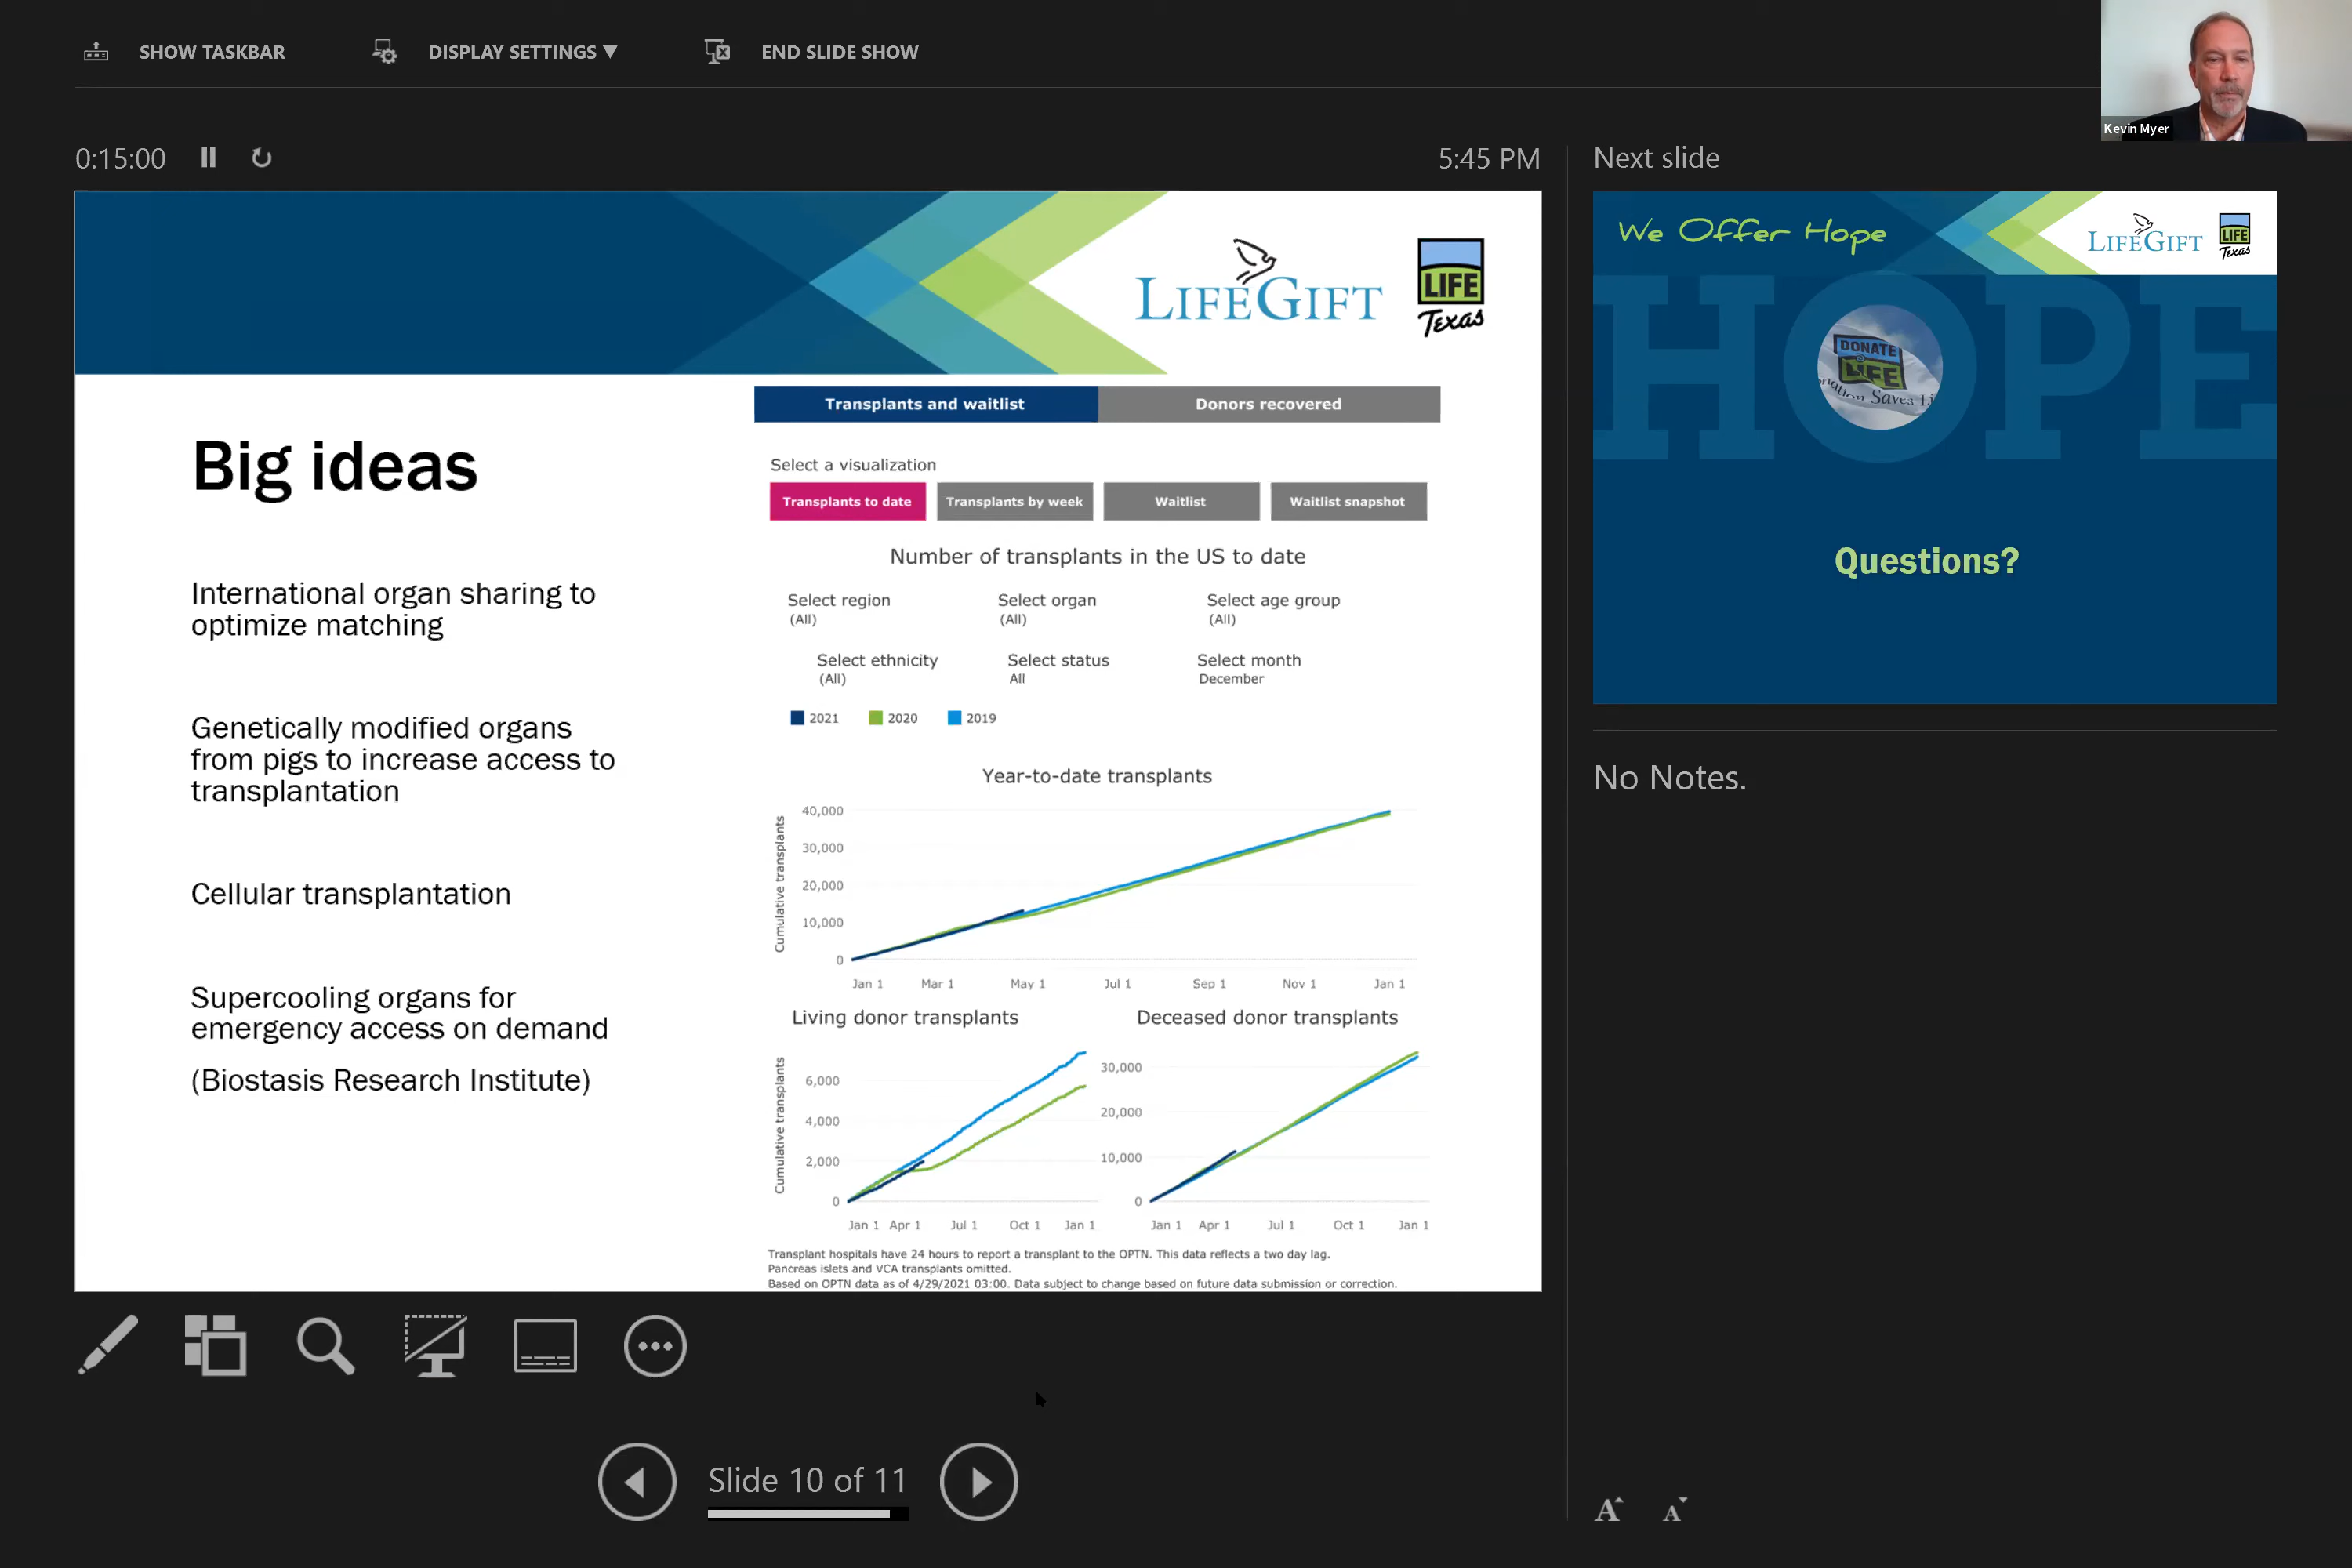 SHOW TASKBAR
DISPLAY SETTINGS ▼
END SLIDE SHOW
Kevin Myer
0:15:00
5:45 PM
Next slide
LIFEGIFT
LIFE
Texas
Transplants and waitlist
Donors recovered
Big ideas
International organ sharing to
optimize matching
Genetically modified organs
from pigs to increase access to
transplantation
Cellular transplantation
Supercooling organs for
emergency access on demand
(Biostasis Research Institute)
Select a visualization
Transplants to date
Transplants by week
Waitlist
Waitlist snapshot
Number of transplants in the US to date
Select region
(All)
Select organ
(All)
Select age group
(All)
Select ethnicity
(All)
Select status
All
Select month
December
2021
2020
2019
Year-to-date transplants
Cumulative transplants
40,000
30,000
20,000
10,000
0
Jan 1
Mar 1
May 1
Jul 1
Sep 1
Nov 1
Jan 1
Living donor transplants
Cumulative transplants
6,000
4,000
2,000
0
Jan 1
Apr 1
Jul 1
Oct 1
Jan 1
Deceased donor transplants
30,000
20,000
10,000
0
Jan 1
Apr 1
Jul 1
Oct 1
Jan 1
Transplant hospitals have 24 hours to report a transplant to the OPTN. This data reflects a two day lag.
Pancreas islets and VCA transplants omitted.
Based on OPTN data as of 4/29/2021 03:00. Data subject to change based on future data submission or correction.
We Offer Hope
LIFEGIFT
LIFE
Texas
HOPE
DONATE
LIFE
Saves
Questions?
No Notes.
Slide 10 of 11
A
A